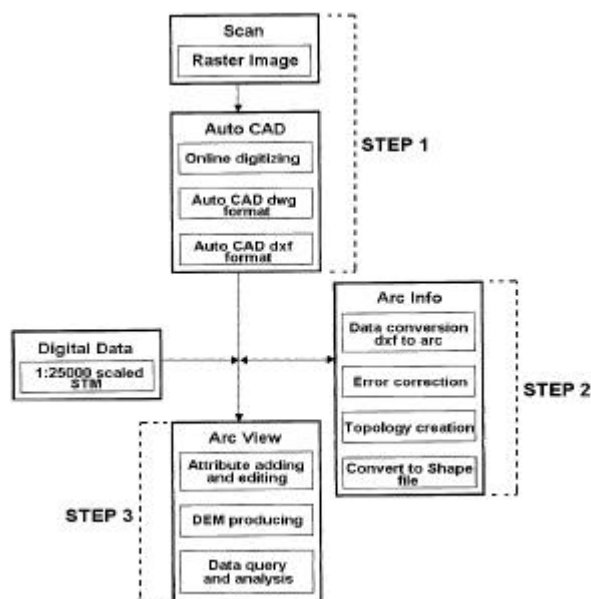 Scan
Raster Image
Auto CAD
Online digitizing
Auto CAD dwg
format
Auto CAD dxf
format
STEP 1
Digital Data
1:25000 scaled
STM
Arc Info
Data conversion
dxf to arc
Error correction
Topology creation
Convert to Shape
file
STEP 2
Arc View
Attribute adding
and editing
DEM producing
Data query
and analysis
STEP 3